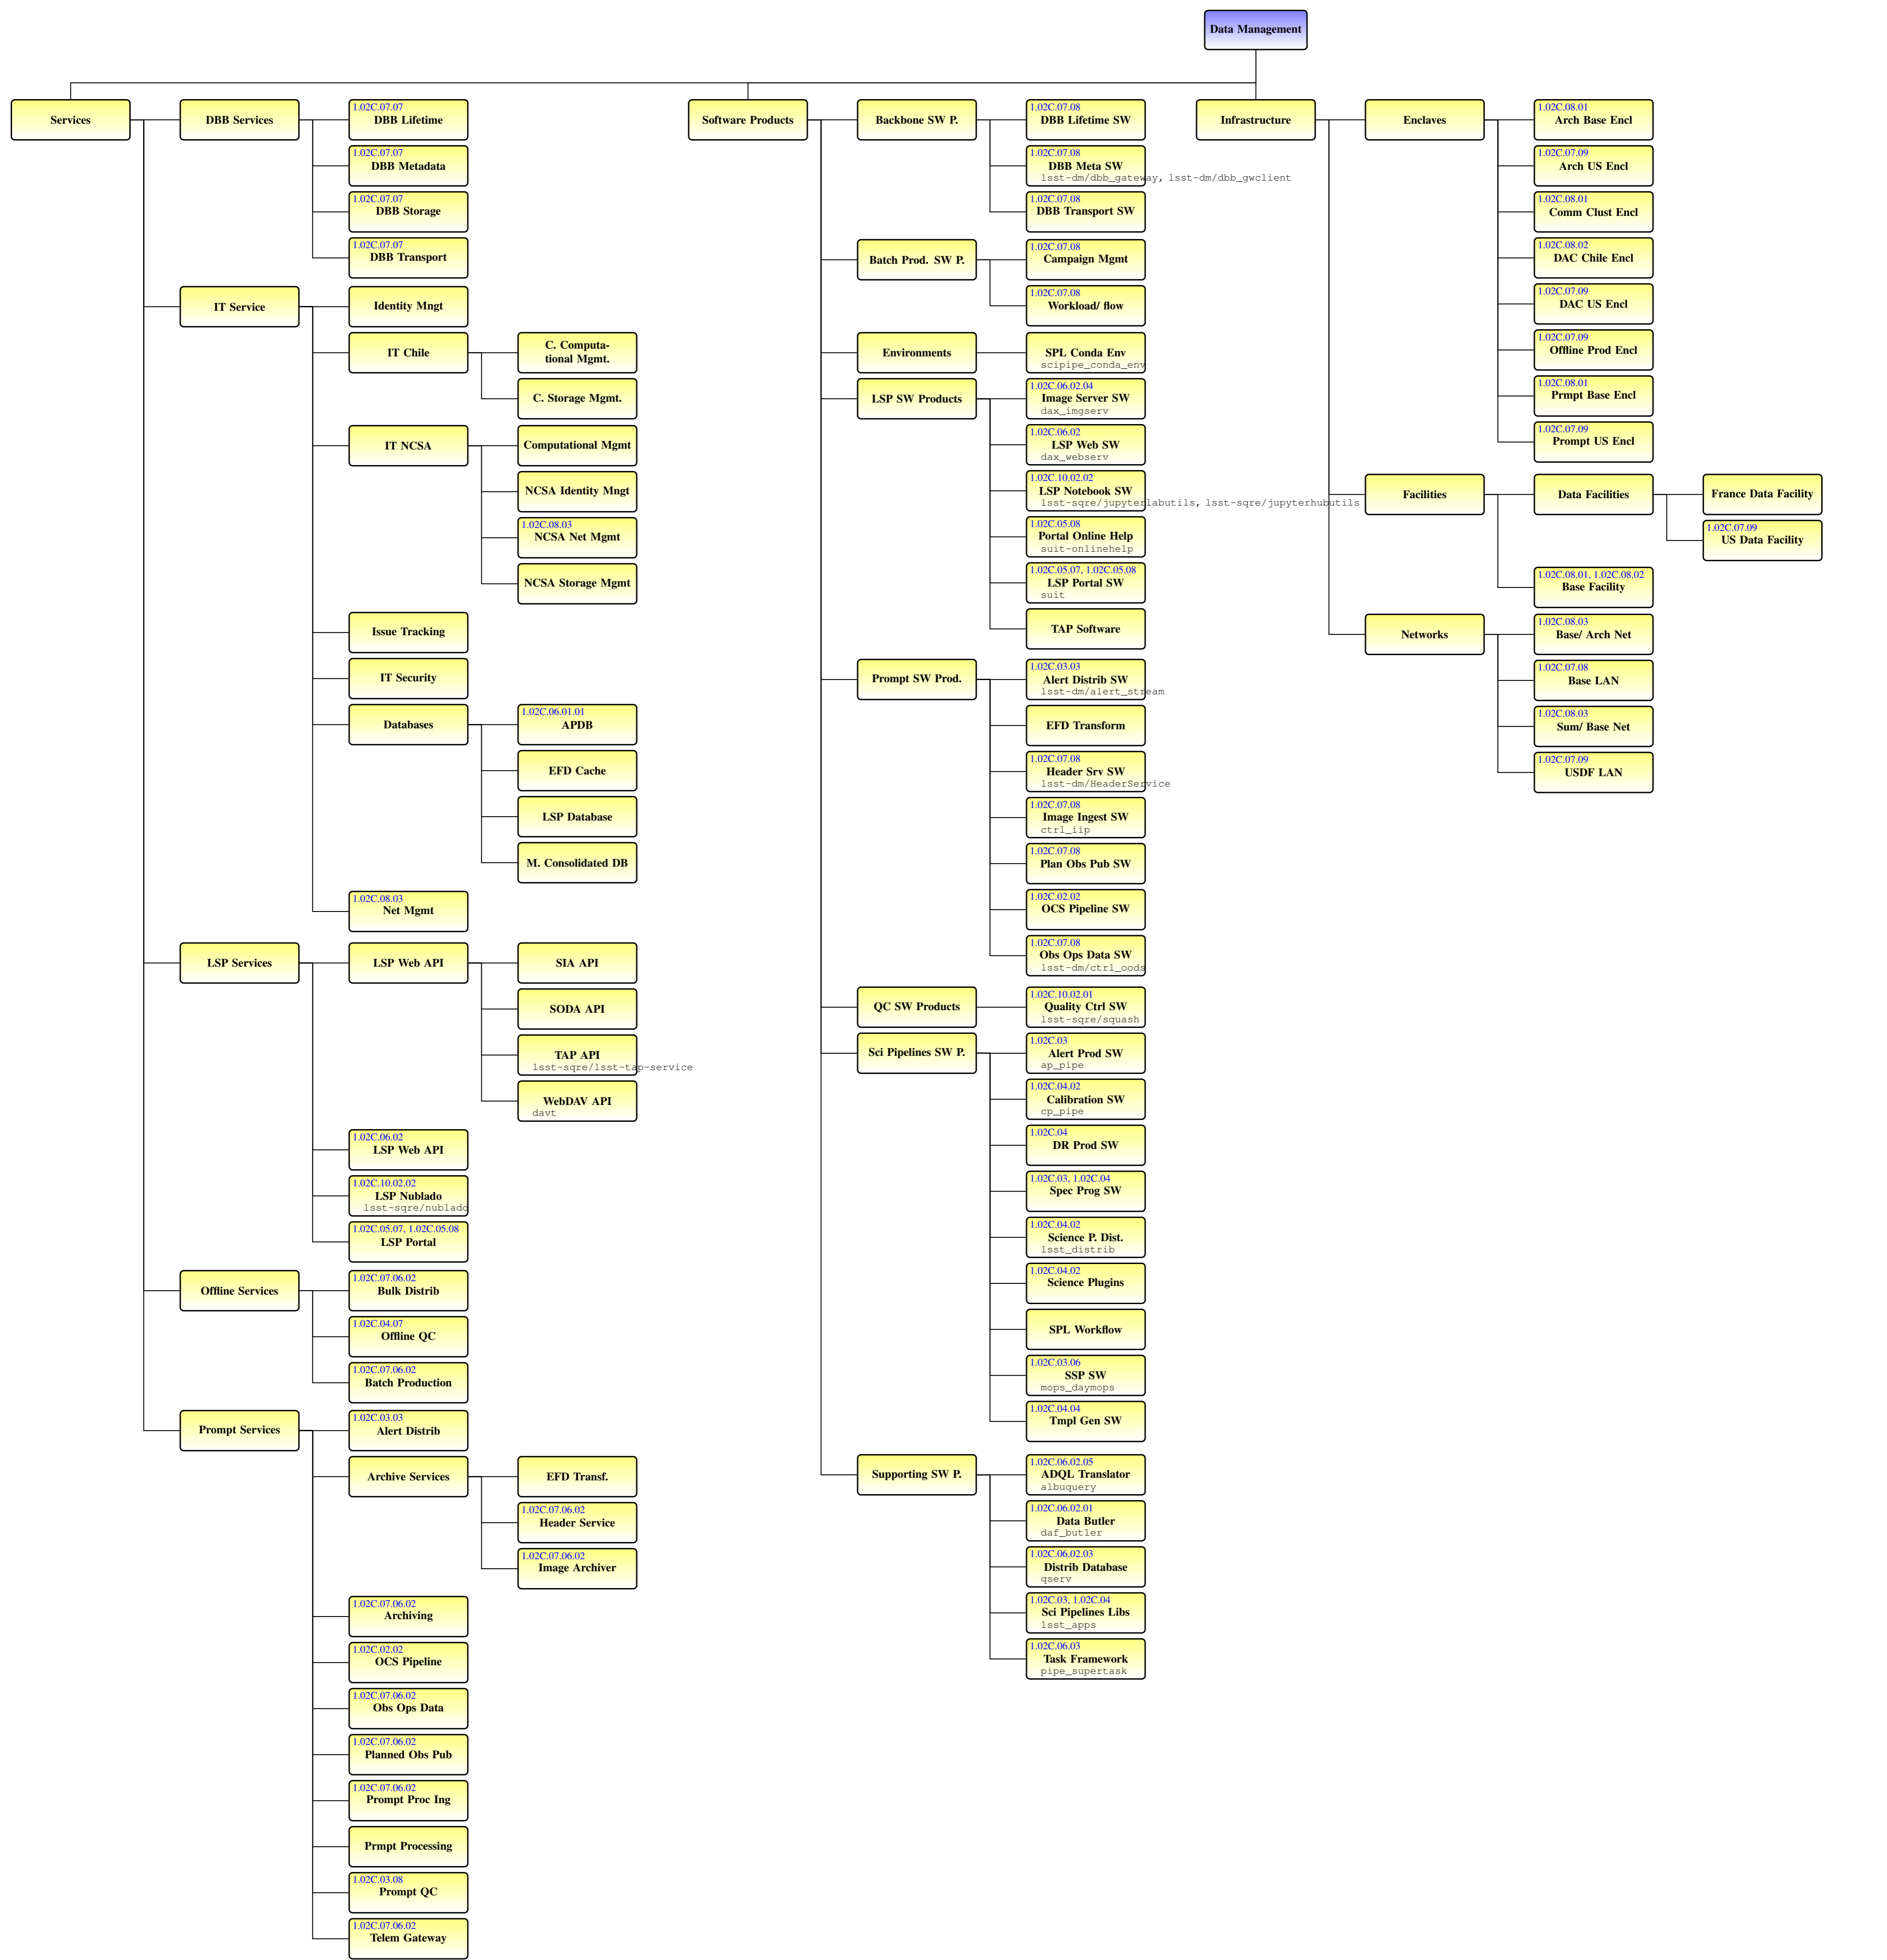 Data Management
Services
DBB Services
1.02C.07.07
DBB Lifetime
1.02C.07.07
DBB Metadata
1.02C.07.07
DBB Storage
1.02C.07.07
DBB Transport
IT Service
Identity Mngt
IT Chile
C. Computa-
tional Mgmt.
C. Storage Mgmt.
IT NCSA
Computational Mgmt
NCSA Identity Mngt
1.02C.08.03
NCSA Net Mgmt
NCSA Storage Mgmt
Issue Tracking
IT Security
Databases
1.02C.06.01.01
APDB
EFD Cache
LSP Database
M. Consolidated DB
1.02C.08.03
Net Mgmt
LSP Services
LSP Web API
SIA API
SODA API
TAP API
lsst-sqre/lsst-tap-service
WebDAV API
davt
1.02C.06.02
LSP Web API
1.02C.10.02.02
LSP Nublado
lsst-sqre/nublado
1.02C.05.07, 1.02C.05.08
LSP Portal
Offline Services
1.02C.07.06.02
Bulk Distrib
1.02C.04.07
Offline QC
1.02C.07.06.02
Batch Production
Prompt Services
1.02C.03.03
Alert Distrib
Archive Services
EFD Transf.
1.02C.07.06.02
Header Service
1.02C.07.06.02
Image Archiver
1.02C.07.06.02
Archiving
1.02C.02.02
OCS Pipeline
1.02C.07.06.02
Obs Ops Data
1.02C.07.06.02
Planned Obs Pub
1.02C.07.06.02
Prompt Proc Ing
Prmpt Processing
1.02C.03.08
Prompt QC
1.02C.07.06.02
Telem Gateway
Software Products
Backbone SW P.
1.02C.07.08
DBB Lifetime SW
1.02C.07.08
DBB Meta SW
lsst-dm/dbb_gateway, lsst-dm/dbb_gwclient
1.02C.07.08
DBB Transport SW
Batch Prod. SW P.
1.02C.07.08
Campaign Mgmt
1.02C.07.08
Workload/ flow
Environments
SPL Conda Env
scipipe_conda_env
LSP SW Products
1.02C.06.02.04
Image Server SW
dax_imgserv
1.02C.06.02
LSP Web SW
dax_webserv
1.02C.10.02.02
LSP Notebook SW
lsst-sqre/jupyterlabutils, lsst-sqre/jupyterhubutils
1.02C.05.08
Portal Online Help
suit-onlinehelp
1.02C.05.07, 1.02C.05.08
LSP Portal SW
suit
TAP Software
Prompt SW Prod.
1.02C.03.03
Alert Distrib SW
lsst-dm/alert_stream
EFD Transform
1.02C.07.08
Header Srv SW
lsst-dm/HeaderService
1.02C.07.08
Image Ingest SW
ctrl_iip
1.02C.07.08
Plan Obs Pub SW
1.02C.02.02
OCS Pipeline SW
1.02C.07.08
Obs Ops Data SW
lsst-dm/ctrl_oods
QC SW Products
1.02C.10.02.01
Quality Ctrl SW
lsst-sqre/squash
Sci Pipelines SW P.
1.02C.03
Alert Prod SW
ap_pipe
1.02C.04.02
Calibration SW
cp_pipe
1.02C.04
DR Prod SW
1.02C.03, 1.02C.04
Spec Prog SW
1.02C.04.02
Science P. Dist.
lsst_distrib
1.02C.04.02
Science Plugins
SPL Workflow
1.02C.03.06
SSP SW
mops_daymops
1.02C.04.04
Tmpl Gen SW
Supporting SW P.
1.02C.06.02.05
ADQL Translator
albuquery
1.02C.06.02.01
Data Butler
daf_butler
1.02C.06.02.03
Distrib Database
qserv
1.02C.03, 1.02C.04
Sci Pipelines Libs
lsst_apps
1.02C.06.03
Task Framework
pipe_supertask
Infrastructure
Enclaves
1.02C.08.01
Arch Base Encl
1.02C.07.09
Arch US Encl
1.02C.08.01
Comm Clust Encl
1.02C.08.02
DAC Chile Encl
1.02C.07.09
DAC US Encl
1.02C.07.09
Offline Prod Encl
1.02C.08.01
Prmpt Base Encl
1.02C.07.09
Prompt US Encl
Facilities
Data Facilities
France Data Facility
1.02C.07.09
US Data Facility
1.02C.08.01, 1.02C.08.02
Base Facility
Networks
1.02C.08.03
Base/ Arch Net
1.02C.07.08
Base LAN
1.02C.08.03
Sum/ Base Net
1.02C.07.09
USDF LAN